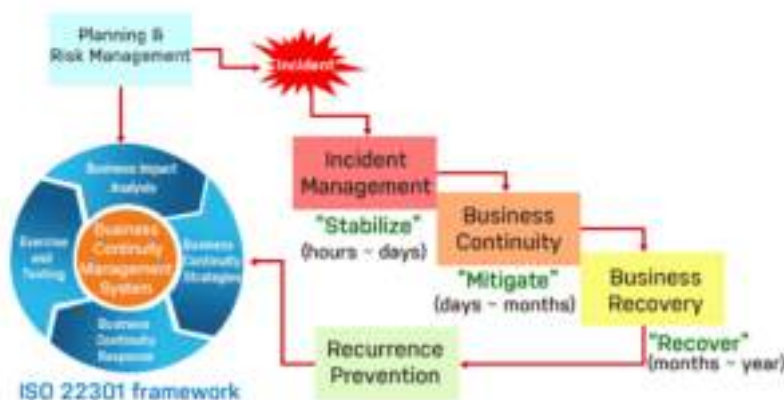 Planning &
Risk Management
Incident
Incident
Management
"Stabilize"
(hours - days)
Business
Continuity
"Mitigate"
(days - months)
Business
Recovery
"Recover"
(months - year)
Recurrence
Prevention
Business Impact
Analysis
Business
Continuity
Strategies
Business
Continuity
Response
Exercise and
Testing
Business
Continuity
Management
System
ISO 22301 framework